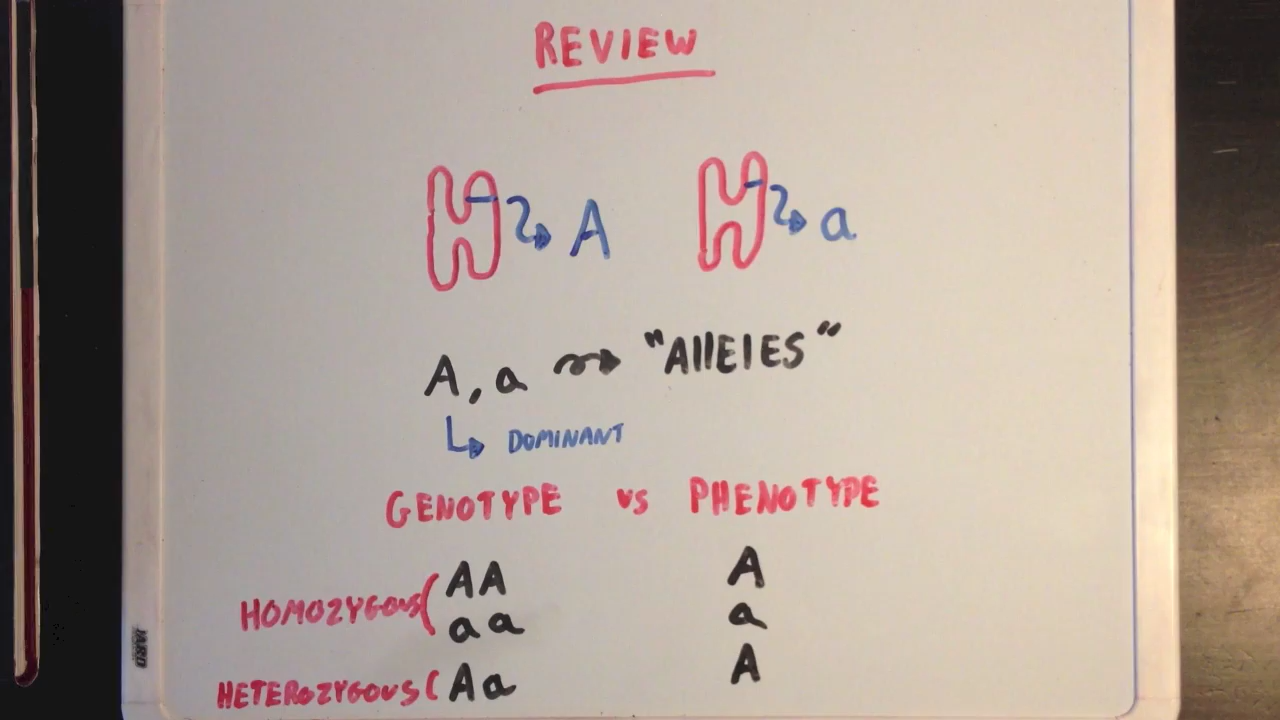 REVIEW
A a
A, a "AllElES"
DOMINANT
GENOTYPE vs PHENOTYPE
HOMOZYGOUS ( AA A
aa a
HETEROZYGOUS ( Aa A